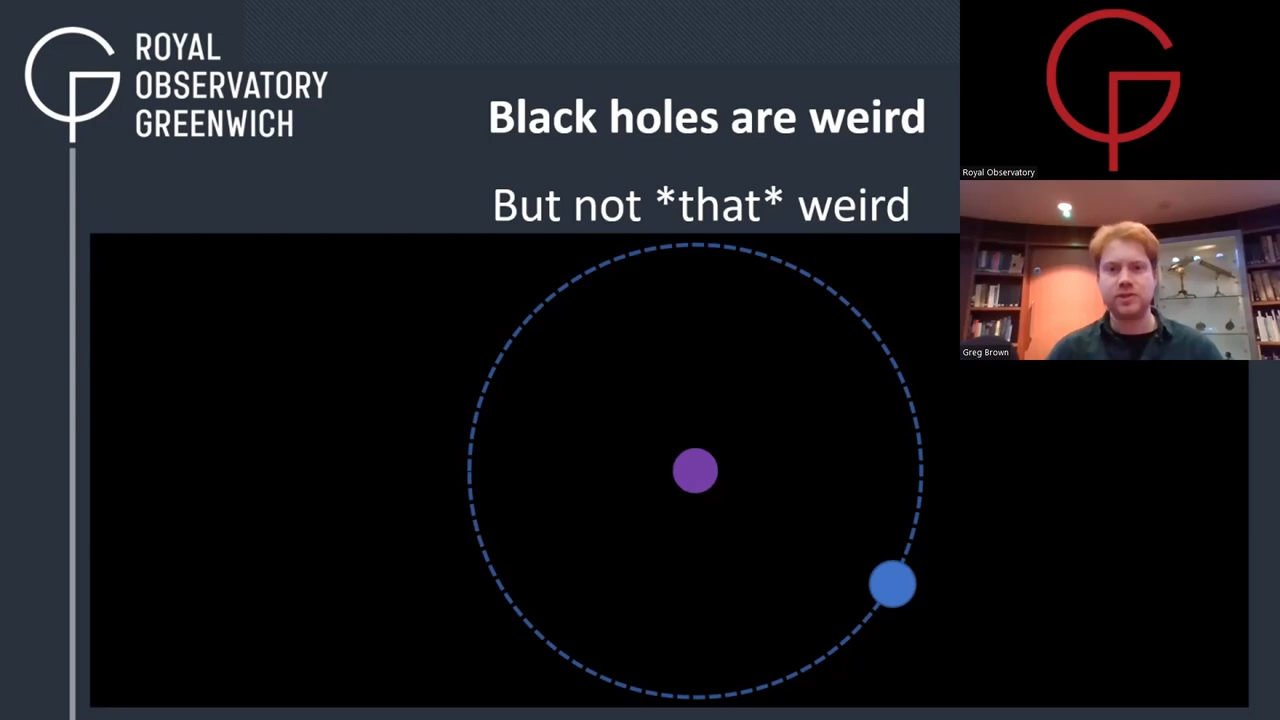 ROYAL
OBSERVATORY
GREENWICH
Black holes are weird
But not *that* weird
Royal Observatory
Greg Brown